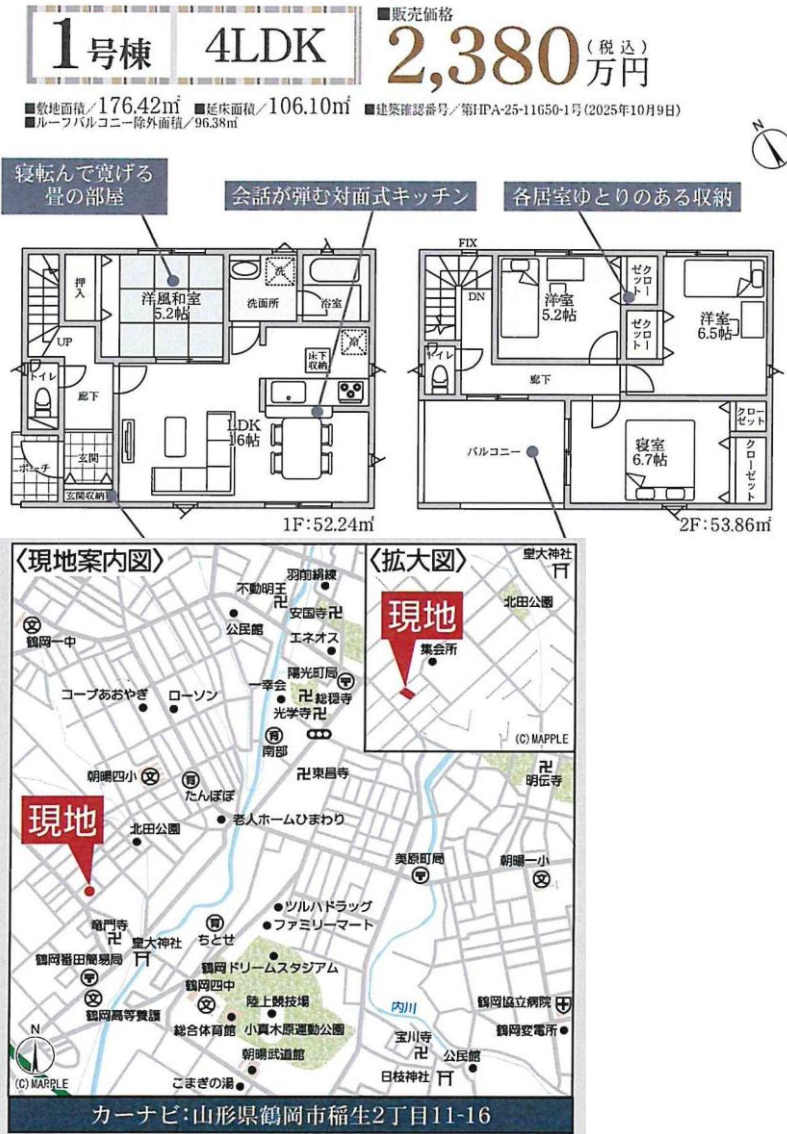 1号棟
4LDK
■販売価格
2,380万円(税込)
■敷地面積／176.42㎡ ■延床面積／106.10㎡ ■建築確認番号／第HPA-25-11650-1号(2025年10月9日)
■ルーフバルコニー除外面積／96.38㎡
N
寝転んで寛げる
畳の部屋
会話が弾む対面式キッチン
各居室ゆとりのある収納
押入
洋風和室
5.2帖
洗面所
洗
浴室
UP
トイレ
廊下
床下
収納
冷
LDK
16帖
ポーチ
玄関
玄関収納
1F:52.24㎡
FIX
DN
洋室
5.2帖
クローゼット
クローゼット
洋室
6.5帖
トイレ
廊下
バルコニー
寝室
6.7帖
クローゼット
クローゼット
2F:53.86㎡
〈現地案内図〉
羽前絹練
不動明王
安国寺
公民館
鶴岡一中
エネオス
陽光町局
一幸会
総穏寺
コープあおやぎ
ローソン
光学寺
南部
東昌寺
朝暘四小
たんぽぽ
現地
北田公園
老人ホームひまわり
明伝寺
美原町局
朝暘一小
ツルハドラッグ
ファミリーマート
竜門寺
ちとせ
皇大神社
鶴岡番田簡易局
鶴岡ドリームスタジアム
鶴岡四中
陸上競技場
鶴岡高等養護
総合体育館
小真木原運動公園
内川
鶴岡協立病院
鶴岡変電所
朝暘武道館
宝川寺
公民館
こまぎの湯
日枝神社
N
(C)MAPPLE
〈拡大図〉
皇大神社
北田公園
現地
集会所
(C)MAPPLE
カーナビ:山形県鶴岡市稲生2丁目11-16